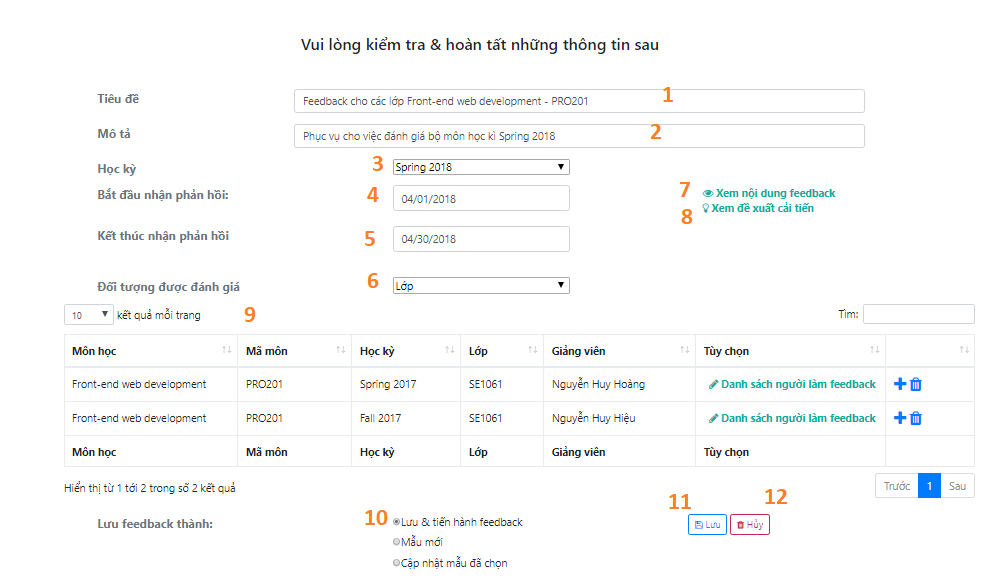 Vui lòng kiểm tra & hoàn tất những thông tin sau
Tiêu đề Feedback cho các lớp Front-end web development - PRO201 1
Mô tả Phục vụ cho việc đánh giá bộ môn học kì Spring 2018 2
Học kỳ 3 Spring 2018
Bắt đầu nhận phản hồi: 4 04/01/2018 7 Xem nội dung feedback
8 Xem đề xuất cải tiến
Kết thúc nhận phản hồi 5 04/30/2018
Đối tượng được đánh giá 6 Lớp
10 kết quả mỗi trang 9 Tìm:
Môn học Mã môn Học kỳ Lớp Giảng viên Tùy chọn
Front-end web development PRO201 Spring 2017 SE1061 Nguyễn Huy Hoàng Danh sách người làm feedback
Front-end web development PRO201 Fall 2017 SE1061 Nguyễn Huy Hiệu Danh sách người làm feedback
Môn học Mã môn Học kỳ Lớp Giảng viên Tùy chọn
Hiển thị từ 1 tới 2 trong số 2 kết quả Trước 1 Sau
Lưu feedback thành: 10 Lưu & tiến hành feedback 11 Lưu 12 Hủy
Mẫu mới
Cập nhật mẫu đã chọn